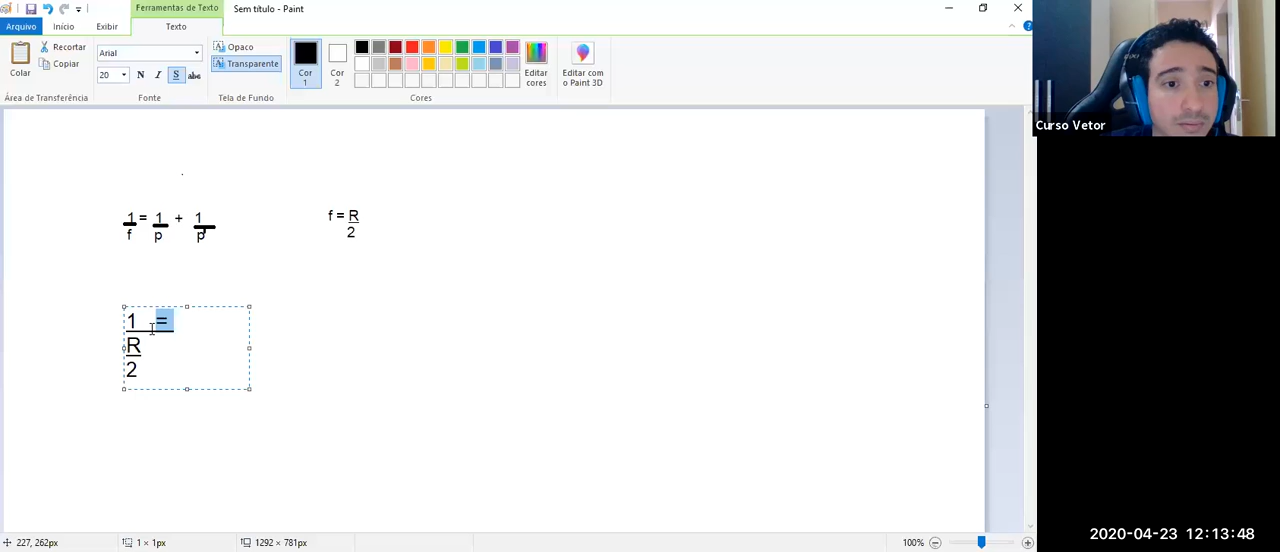 Ferramentas de Texto
Sem título - Paint
Arquivo Início Exibir Texto
Colar
Recortar
Copiar
Área de Transferência
Arial
20 N I S abc
Fonte
Opaco
Transparente
Tela de Fundo
Cor 1
Cor 2
Editar cores
Cores
Editar com o Paint 3D
Curso Vetor
1 = 1 + 1
f p p'
f = R
2
1 =
R
2
227, 262px
1 × 1px
1292 × 781px
100%
2020-04-23 12:13:48